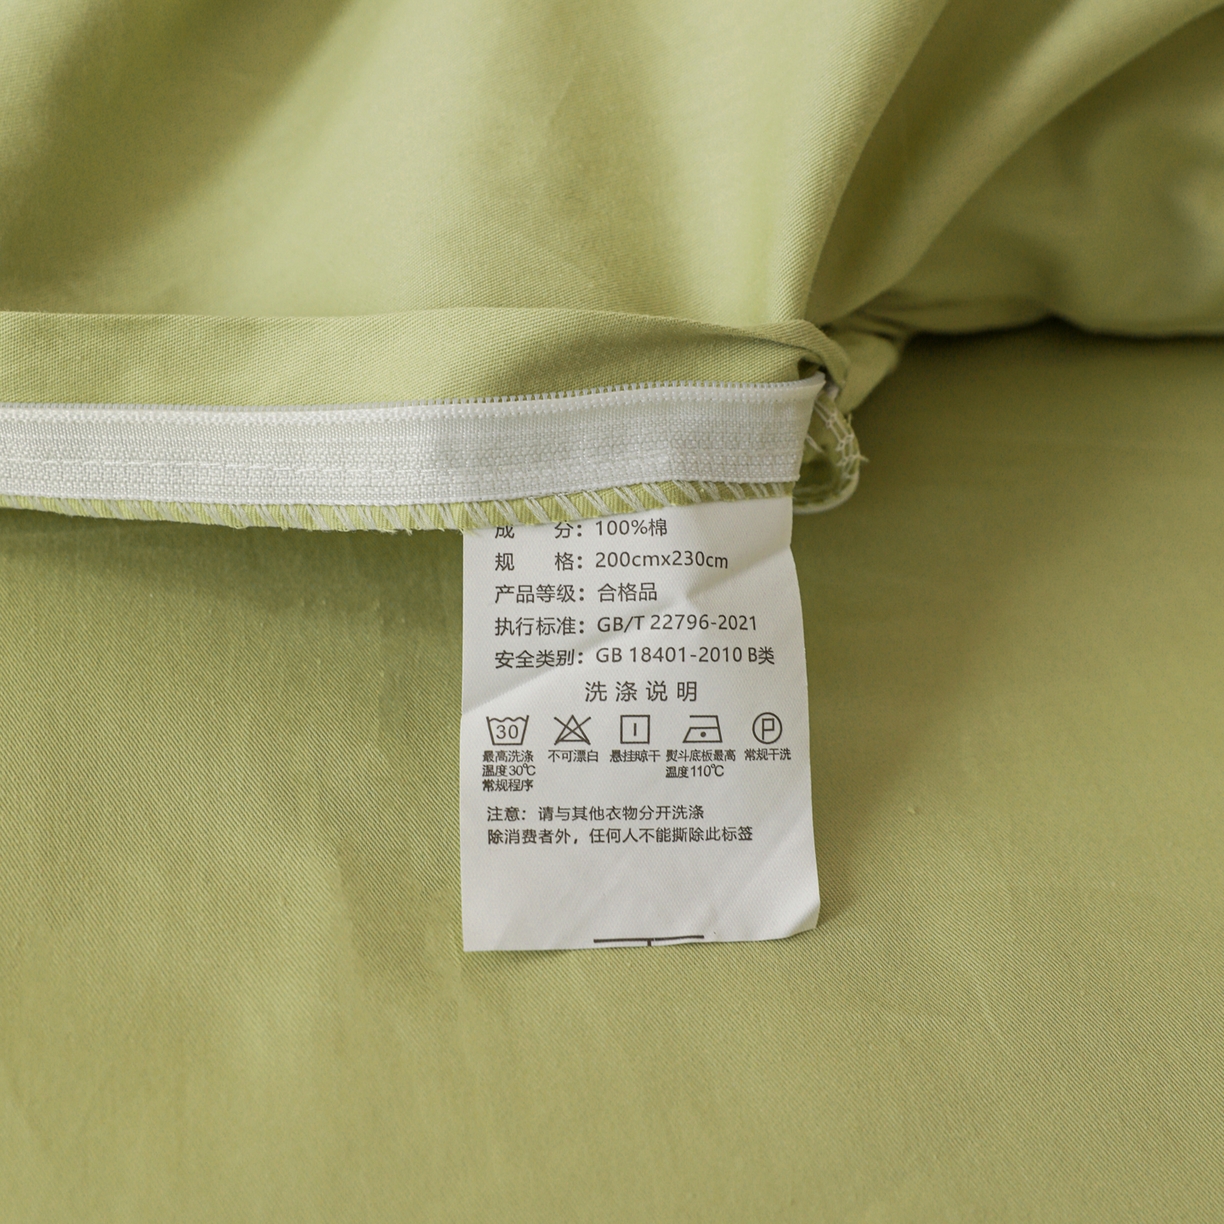 成 分：100%棉
规 格：200cmx230cm
产品等级：合格品
执行标准：GB/T 22796-2021
安全类别：GB 18401-2010 B类
洗涤说明
30
P
最高洗涤 不可漂白 悬挂晾干 熨斗底板最高 常规干洗
温度30℃ 温度110℃
常规程序
注意：请与其他衣物分开洗涤
除消费者外，任何人不能撕除此标签